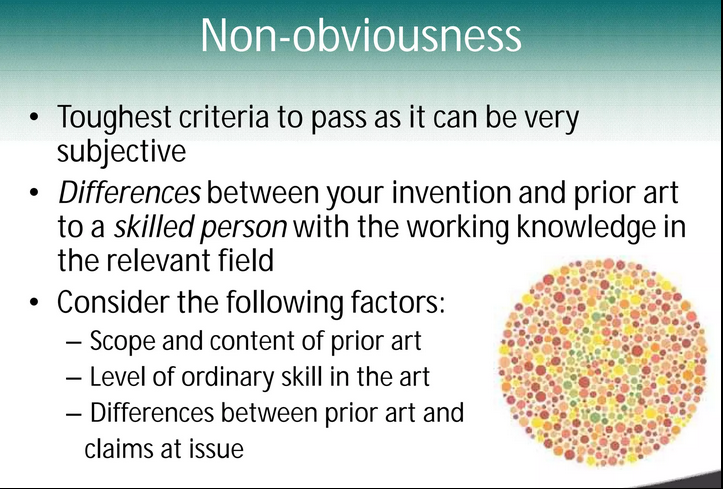 Non-obviousness
• Toughest criteria to pass as it can be very
subjective
• Differences between your invention and prior art
to a skilled person with the working knowledge in
the relevant field
• Consider the following factors:
– Scope and content of prior art
– Level of ordinary skill in the art
– Differences between prior art and
claims at issue